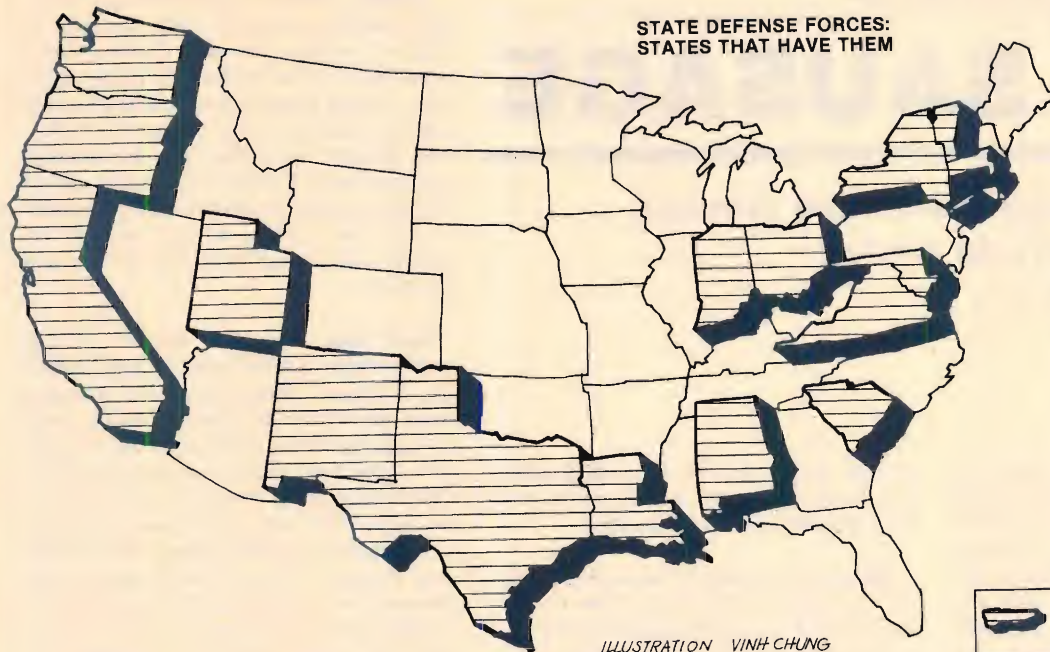 STATE DEFENSE FORCES:
STATES THAT HAVE THEM
ILLUSTRATION VINH CHUNG